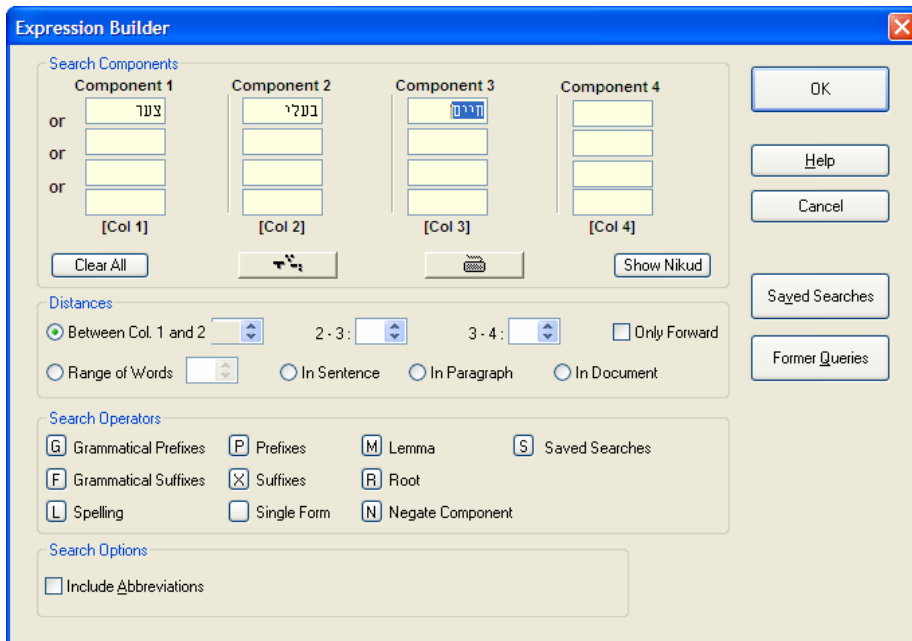 Expression Builder
Search Components
Component 1 Component 2 Component 3 Component 4
צער בעלי חיים
or
or
or
[Col 1] [Col 2] [Col 3] [Col 4]
Clear All Show Nikud
OK
Help
Cancel
Saved Searches
Former Queries
Distances
Between Col. 1 and 2 2 - 3 : 3 - 4 : Only Forward
Range of Words In Sentence In Paragraph In Document
Search Operators
G Grammatical Prefixes P Prefixes M Lemma S Saved Searches
F Grammatical Suffixes X Suffixes R Root
L Spelling Single Form N Negate Component
Search Options
Include Abbreviations